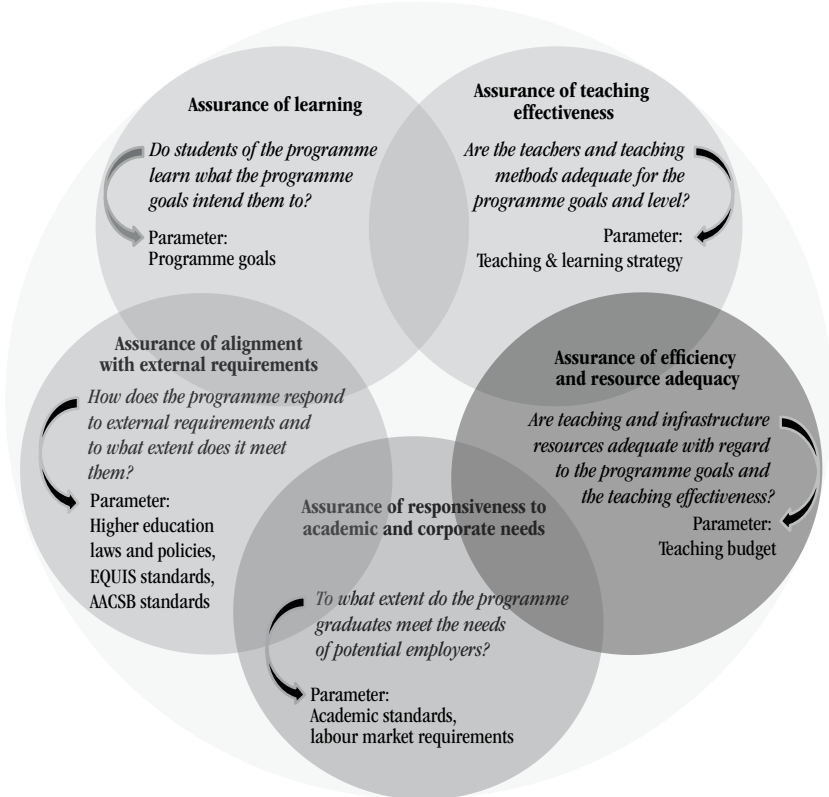 Assurance of learning
Do students of the programme
learn what the programme
goals intend them to?
Parameter:
Programme goals
Assurance of teaching
effectiveness
Are the teachers and teaching
methods adequate for the
programme goals and level?
Parameter:
Teaching & learning strategy
Assurance of alignment
with external requirements
How does the programme respond
to external requirements and
to what extent does it meet
them?
Parameter:
Higher education
laws and policies,
EQUIS standards,
AACSB standards
Assurance of efficiency
and resource adequacy
Are teaching and infrastructure
resources adequate with regard
to the programme goals and
the teaching effectiveness?
Parameter:
Teaching budget
Assurance of responsiveness to
academic and corporate needs
To what extent do the programme
graduates meet the needs
of potential employers?
Parameter:
Academic standards,
labour market requirements